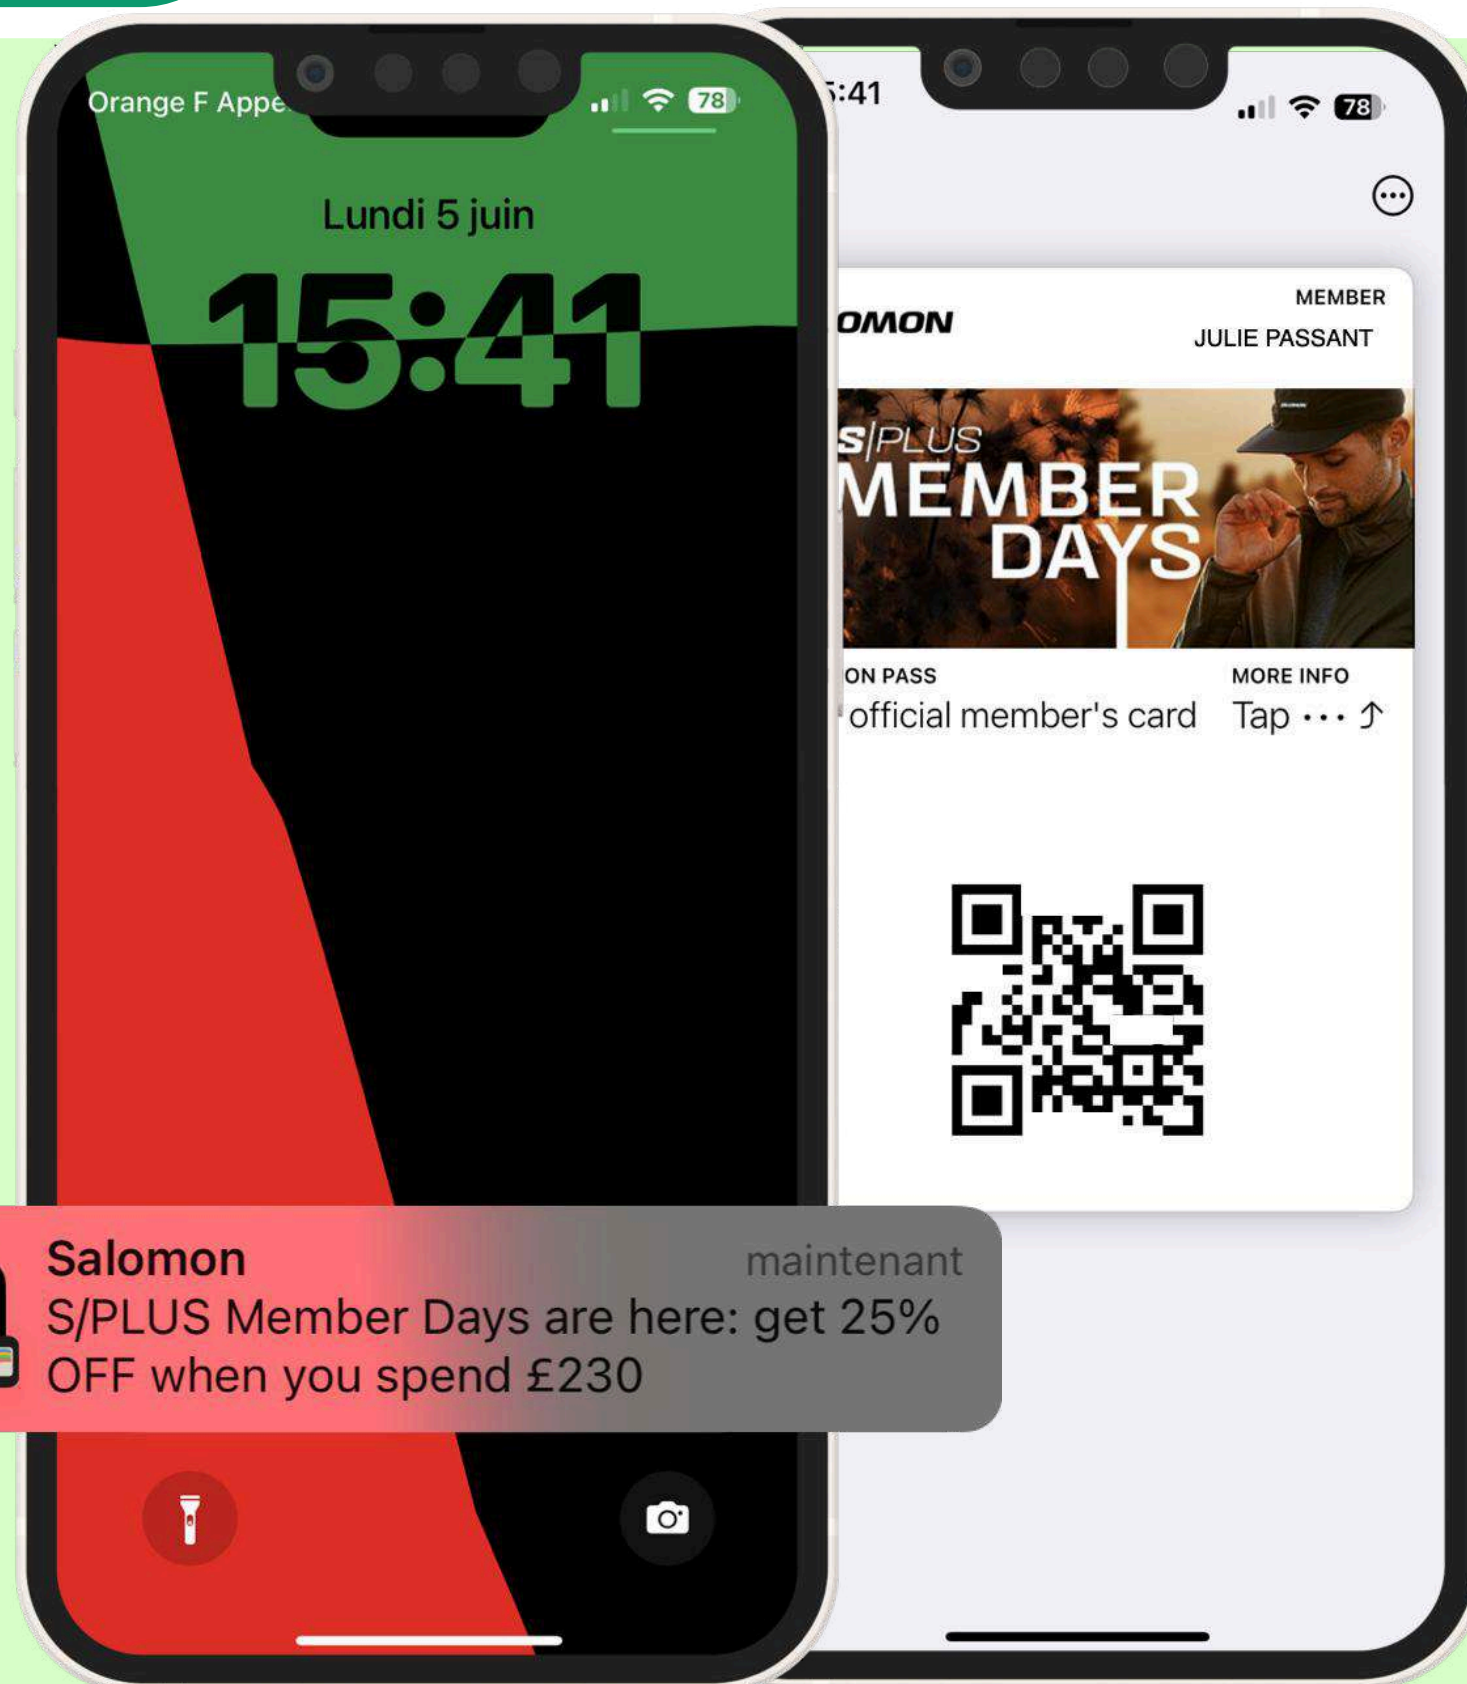 Orange F Appe
78
Lundi 5 juin
15:41
Salomon
maintenant
S/PLUS Member Days are here: get 25%
OFF when you spend £230
5:41
78
OMON
MEMBER
JULIE PASSANT
S/PLUS
MEMBER
DAYS
ON PASS
MORE INFO
official member's card
Tap ...